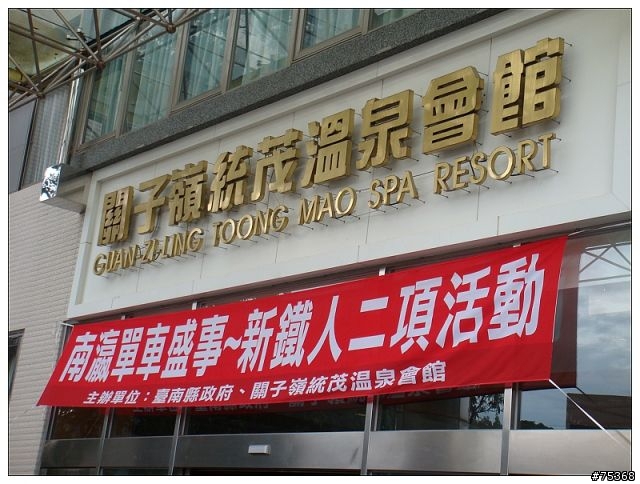 關子嶺統茂溫泉會館
GUAN-ZI-LING TOONG MAO SPA RESORT
南瀛單車盛事~新鐵人二項活動
主辦單位：臺南縣政府、關子嶺統茂溫泉會館
#75368